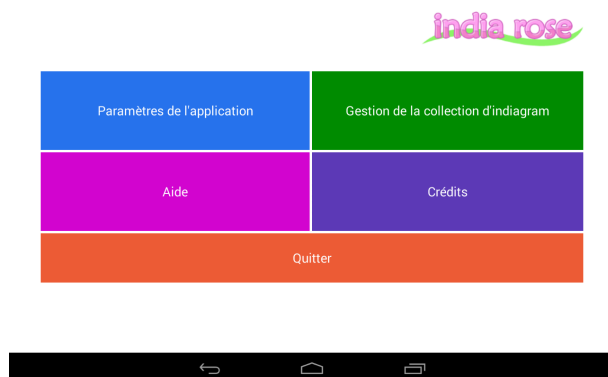 india rose
Paramètres de l'application
Gestion de la collection d'indiagram
Aide
Crédits
Quitter